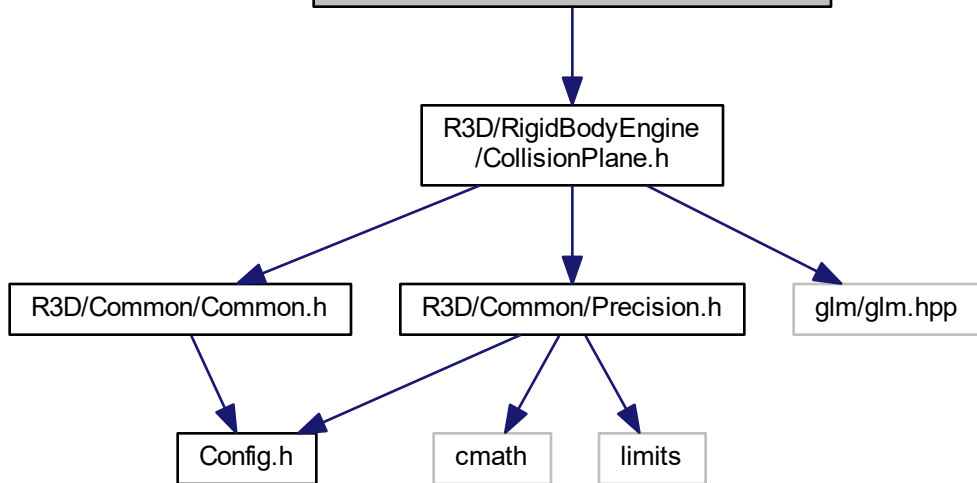 R3D/RigidBodyEngine
/CollisionPlane.h
R3D/Common/Common.h
R3D/Common/Precision.h
glm/glm.hpp
Config.h
cmath
limits